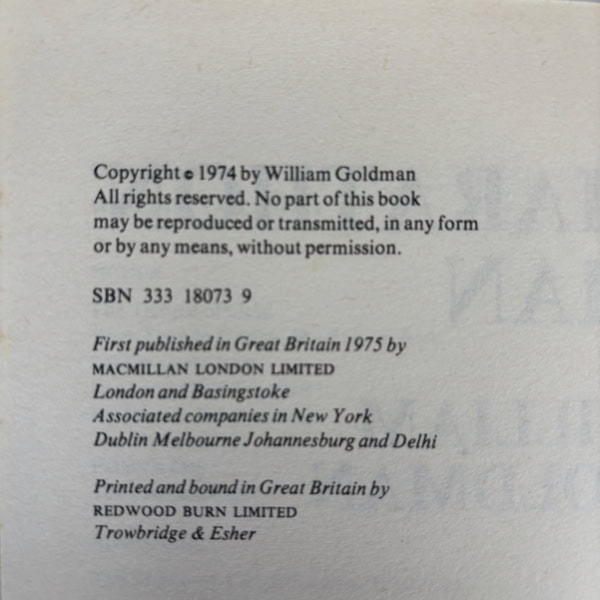 Copyright © 1974 by William Goldman
All rights reserved. No part of this book
may be reproduced or transmitted, in any form
or by any means, without permission.
SBN 333 18073 9
First published in Great Britain 1975 by
MACMILLAN LONDON LIMITED
London and Basingstoke
Associated companies in New York
Dublin Melbourne Johannesburg and Delhi
Printed and bound in Great Britain by
REDWOOD BURN LIMITED
Trowbridge & Esher